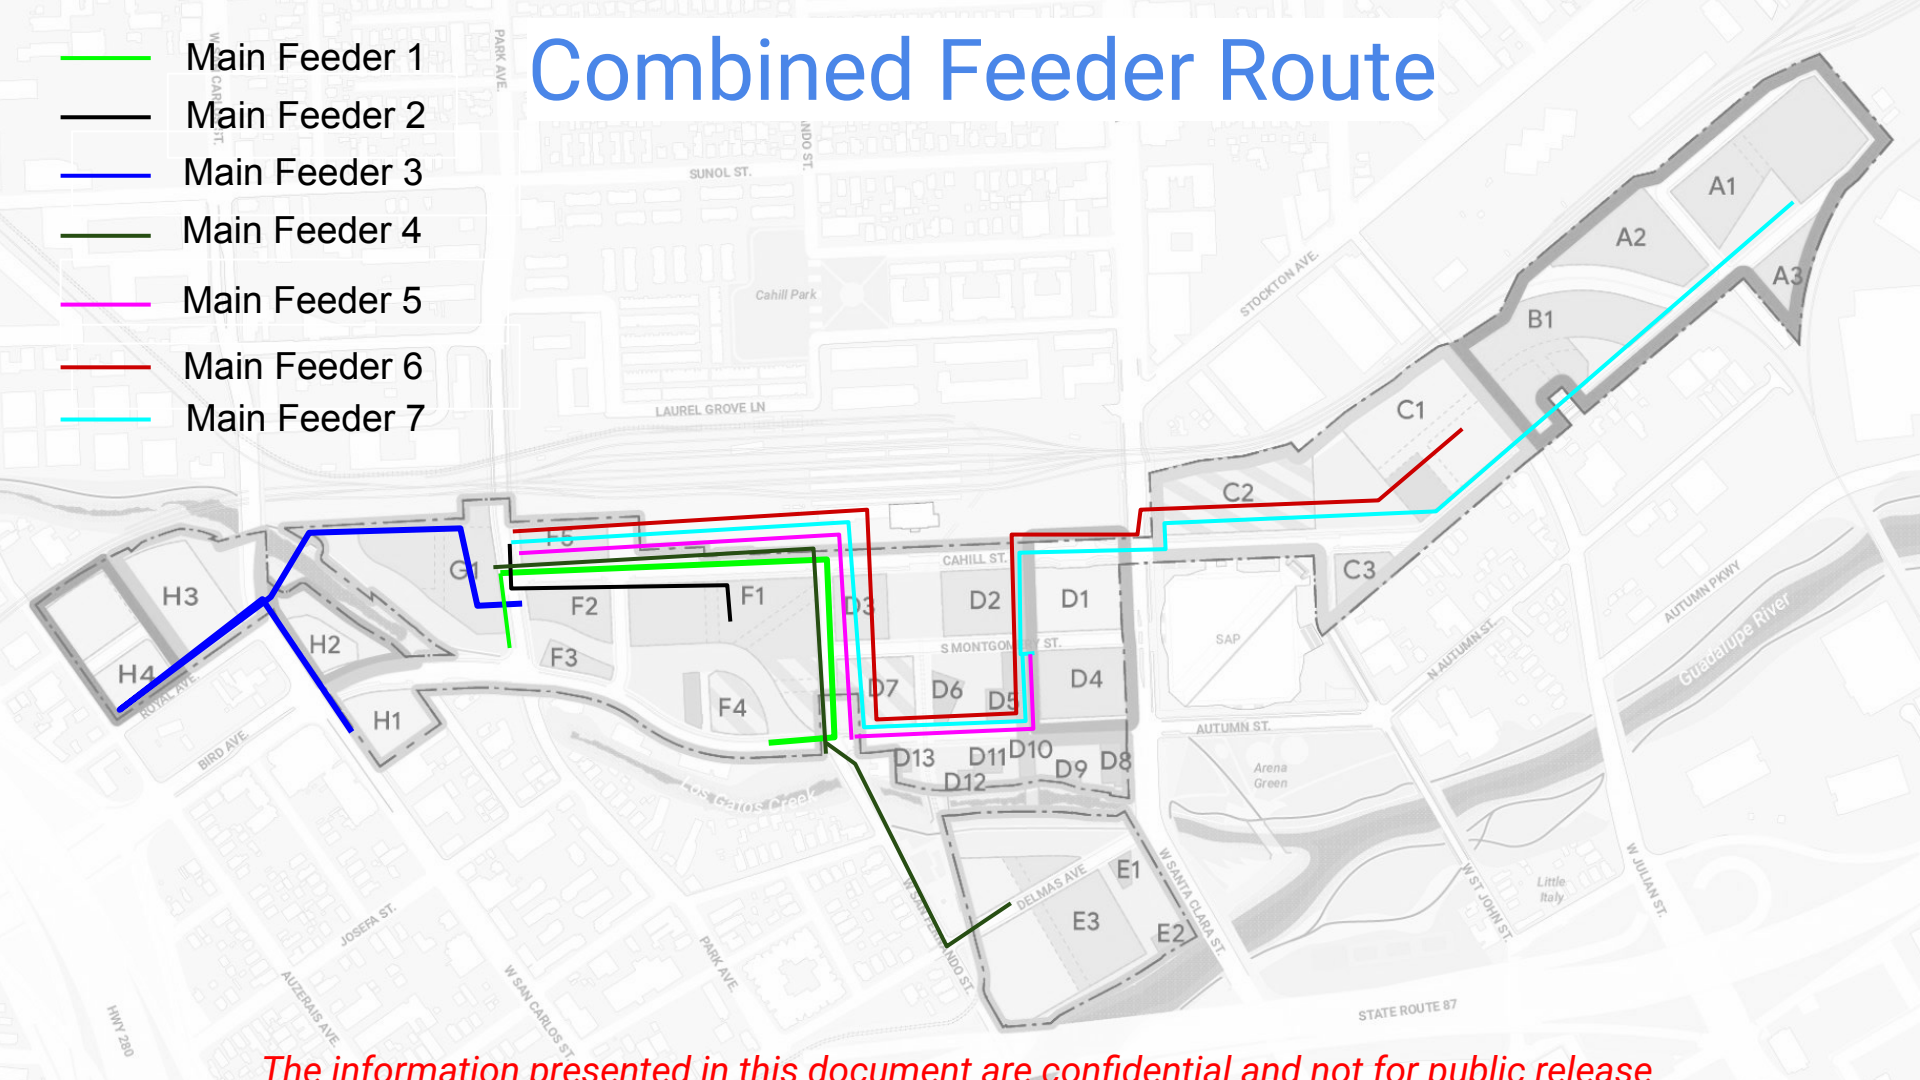 Combined Feeder Route
Main Feeder 1
Main Feeder 2
Main Feeder 3
Main Feeder 4
Main Feeder 5
Main Feeder 6
Main Feeder 7
PARK AVE.
SUNOL ST.
Cahill Park
LAUREL GROVE LN
STOCKTON AVE.
A1
A2
A3
B1
C1
C2
C3
F5
G1
H3
H4
H2
H1
F2
F3
F1
F4
CAHILL ST.
D3
D2
D1
S MONTGOMERY ST.
D7
D6
D5
D4
SAP
AUTUMN PKWY
N AUTUMN ST.
Guadalupe River
ROYAL AVE.
BIRD AVE.
AUTUMN ST.
D13
D11
D10
D12
D9
D8
Los Gatos Creek
Arena
Green
E1
DELMAS AVE
E3
E2
W SANTA CLARA ST.
W ST JOHN ST.
W JULIAN ST.
Little
Italy
JOSEFA ST.
AUZERAIS AVE
W SAN CARLOS ST.
PARK AVE.
W SAN FERNANDO ST.
HWY 280
STATE ROUTE 87
The information presented in this document are confidential and not for public release